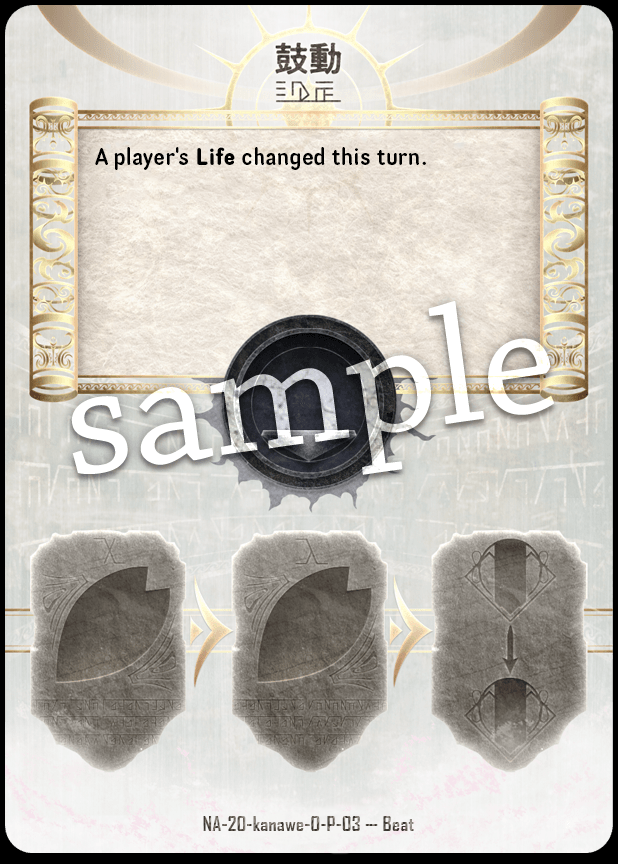 鼓動
A player's Life changed this turn.
sample
NA-20-kanawe-O-P-03 --- Beat